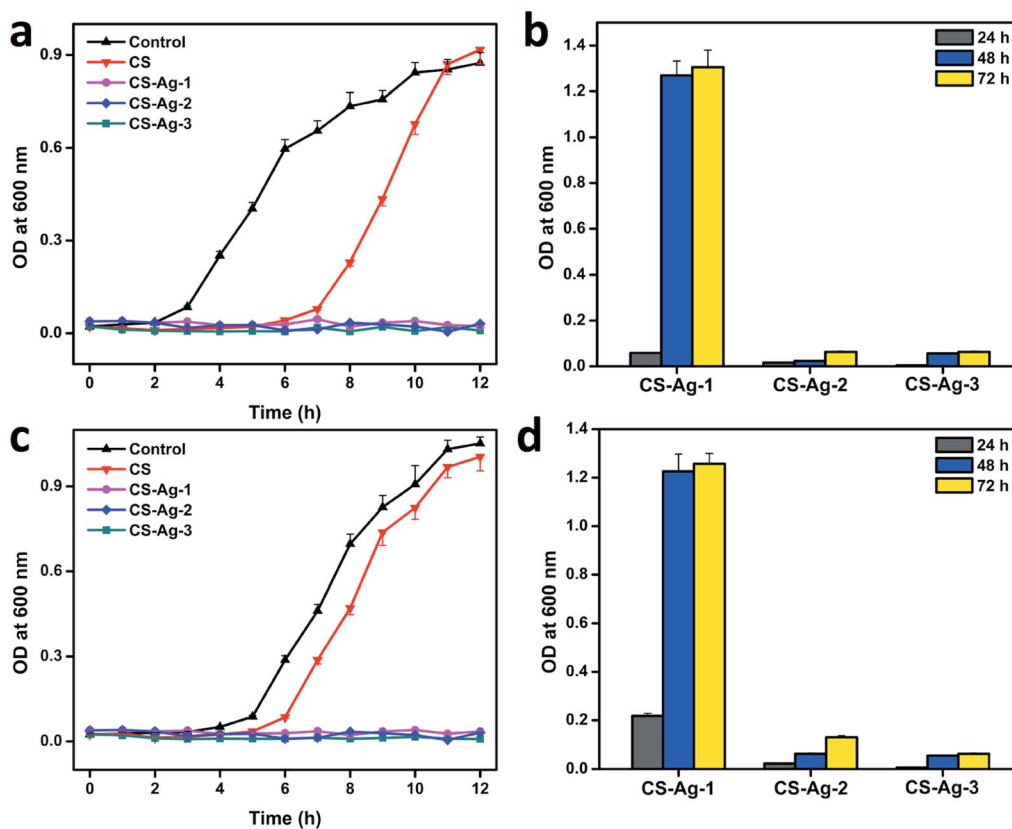 a
Control
CS
CS-Ag-1
CS-Ag-2
CS-Ag-3
0.9
0.6
0.3
0.0
OD at 600 nm
0 2 4 6 8 10 12
Time (h)
b
24 h
48 h
72 h
1.4
1.2
1.0
0.8
0.6
0.4
0.2
0.0
OD at 600 nm
CS-Ag-1 CS-Ag-2 CS-Ag-3
c
Control
CS
CS-Ag-1
CS-Ag-2
CS-Ag-3
0.9
0.6
0.3
0.0
OD at 600 nm
0 2 4 6 8 10 12
Time (h)
d
24 h
48 h
72 h
1.4
1.2
1.0
0.8
0.6
0.4
0.2
0.0
OD at 600 nm
CS-Ag-1 CS-Ag-2 CS-Ag-3